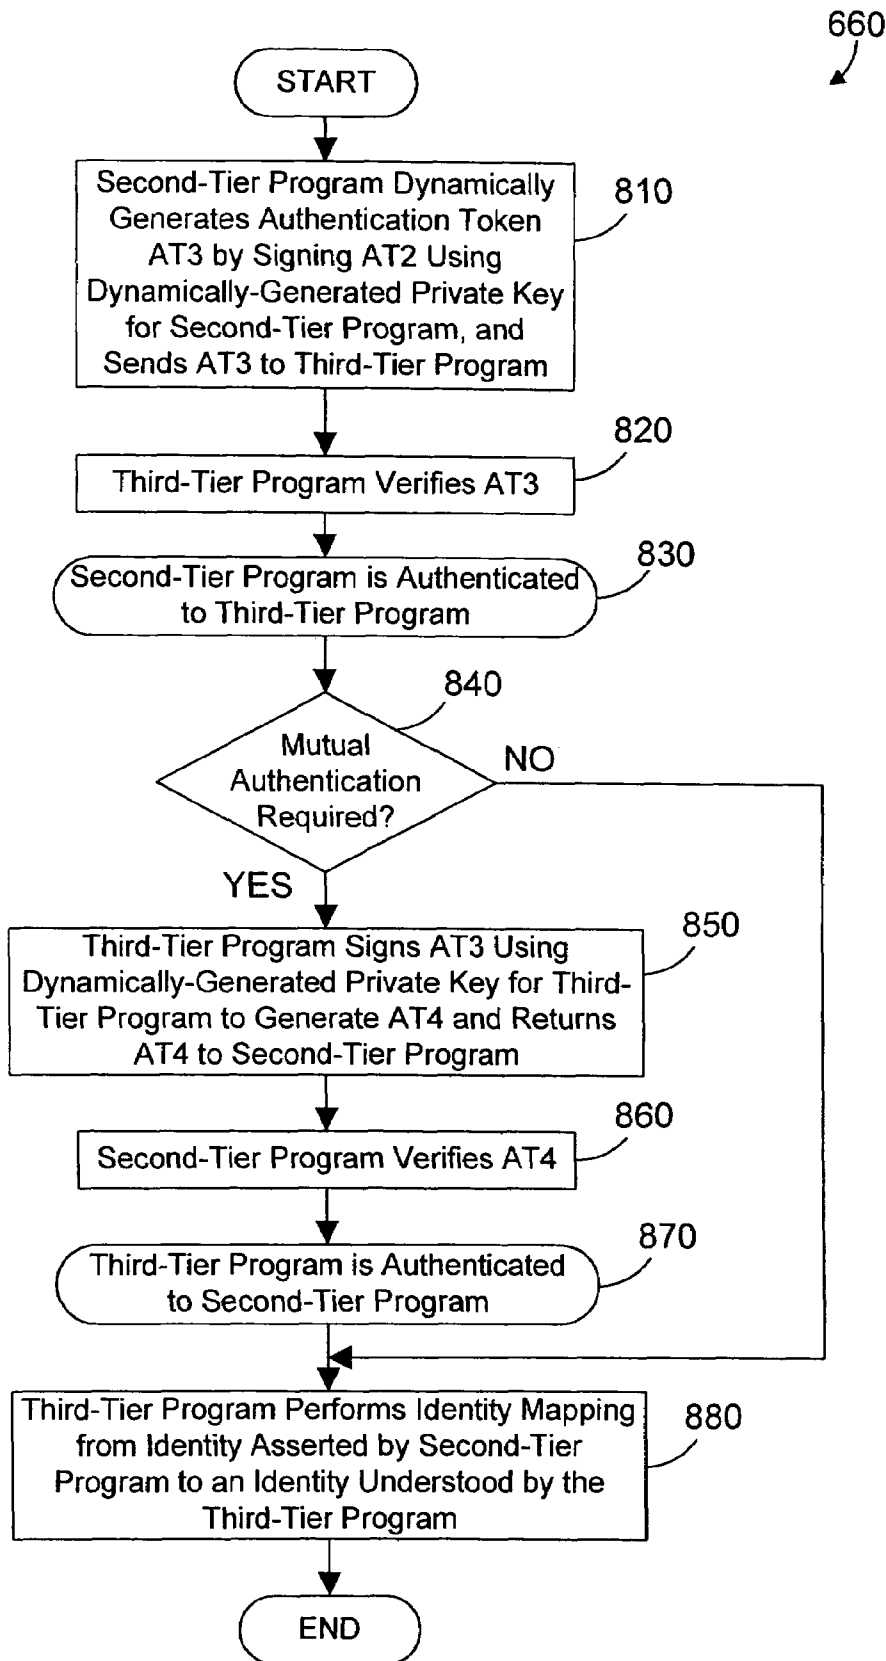 660
START
Second-Tier Program Dynamically
Generates Authentication Token
AT3 by Signing AT2 Using
Dynamically-Generated Private Key
for Second-Tier Program, and
Sends AT3 to Third-Tier Program
810
820
Third-Tier Program Verifies AT3
830
Second-Tier Program is Authenticated
to Third-Tier Program
840
Mutual
Authentication
Required?
NO
YES
850
Third-Tier Program Signs AT3 Using
Dynamically-Generated Private Key for Third-
Tier Program to Generate AT4 and Returns
AT4 to Second-Tier Program
860
Second-Tier Program Verifies AT4
870
Third-Tier Program is Authenticated
to Second-Tier Program
880
Third-Tier Program Performs Identity Mapping
from Identity Asserted by Second-Tier
Program to an Identity Understood by the
Third-Tier Program
END